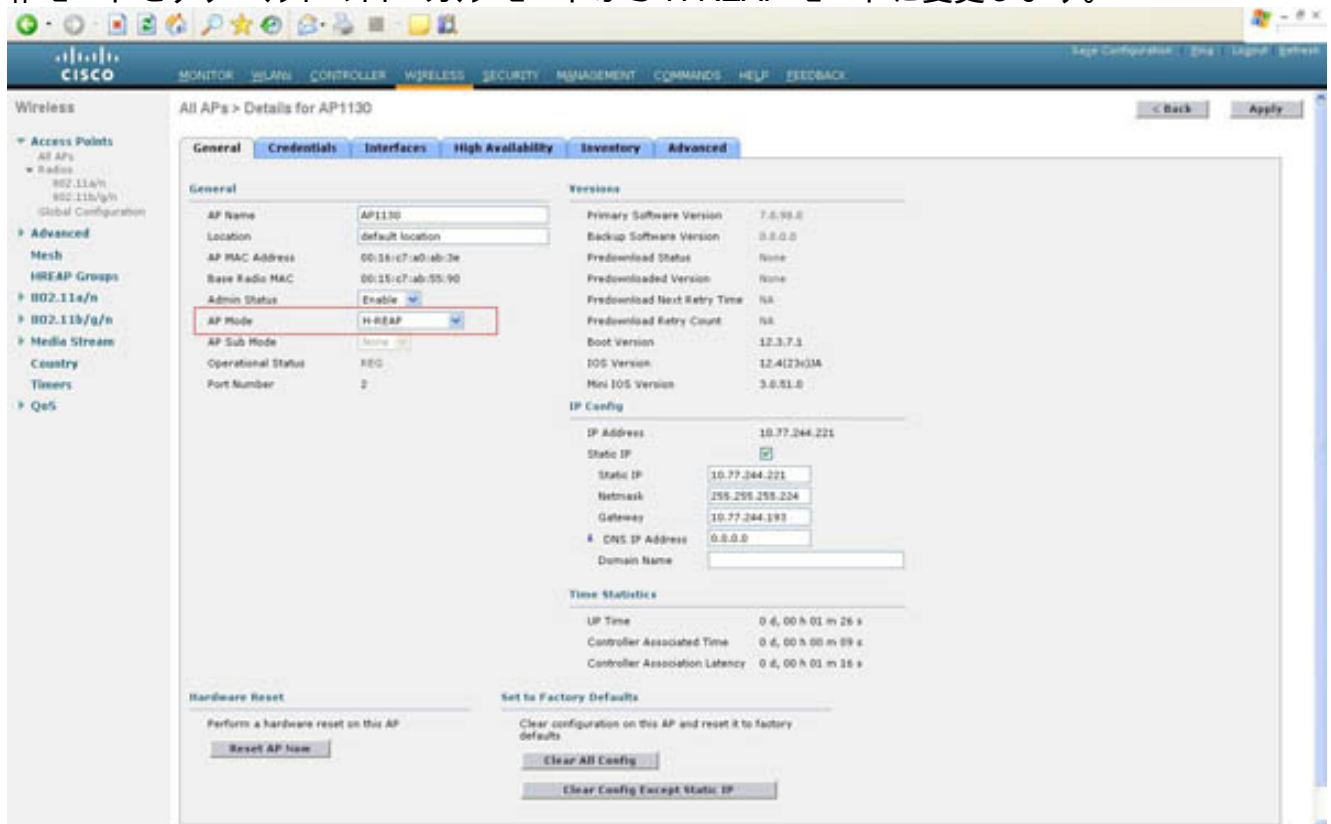 CISCO
MONITOR WLANs CONTROLLER WIRELESS SECURITY MANAGEMENT COMMANDS HELP FEEDBACK
Save Configuration Ping Logout Refresh
Wireless
All APs > Details for AP1130
< Back
Apply
Access Points
All APs
Radios
802.11a/n
802.11b/g/n
Global Configuration
Advanced
Mesh
HREAP Groups
802.11a/n
802.11b/g/n
Media Stream
Country
Timers
QoS
General Credentials Interfaces High Availability Inventory Advanced
General
AP Name AP1130
Location default location
AP MAC Address 00:16:c7:a0:ab:3e
Base Radio MAC 00:15:c7:ab:55:90
Admin Status Enable
AP Mode H-REAP
AP Sub Mode None
Operational Status REG
Port Number 2
Versions
Primary Software Version 7.0.98.0
Backup Software Version 0.0.0.0
Predownload Status None
Predownloaded Version None
Predownload Next Retry Time NA
Predownload Retry Count NA
Boot Version 12.3.7.1
IOS Version 12.4(23c)JA
Mini IOS Version 3.0.51.0
IP Config
IP Address 10.77.244.221
Static IP
Static IP 10.77.244.221
Netmask 255.255.255.224
Gateway 10.77.244.193
DNS IP Address 0.0.0.0
Domain Name
Time Statistics
UP Time 0 d, 00 h 01 m 26 s
Controller Associated Time 0 d, 00 h 00 m 09 s
Controller Association Latency 0 d, 00 h 01 m 16 s
Hardware Reset
Perform a hardware reset on this AP
Reset AP Now
Set to Factory Defaults
Clear configuration on this AP and reset it to factory
defaults
Clear All Config
Clear Config Except Static IP